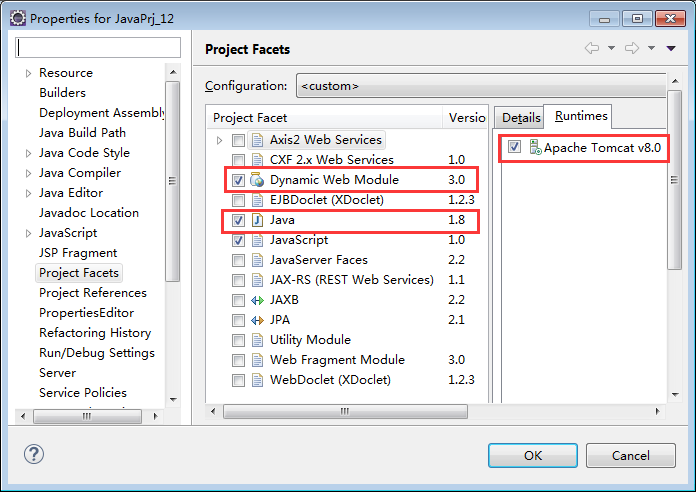 Properties for JavaPrj_12
Resource
Builders
Deployment Assembly
Java Build Path
Java Code Style
Java Compiler
Java Editor
Javadoc Location
JavaScript
JSP Fragment
Project Facets
Project References
PropertiesEditor
Refactoring History
Run/Debug Settings
Server
Service Policies
Project Facets
Configuration: <custom>
Project Facet Versio
Axis2 Web Services
CXF 2.x Web Services 1.0
Dynamic Web Module 3.0
EJBDoclet (XDoclet) 1.2.3
Java 1.8
JavaScript 1.0
JavaServer Faces 2.2
JAX-RS (REST Web Services) 1.1
JAXB 2.2
JPA 2.1
Utility Module
Web Fragment Module 3.0
WebDoclet (XDoclet) 1.2.3
Details Runtimes
Apache Tomcat v8.0
OK Cancel